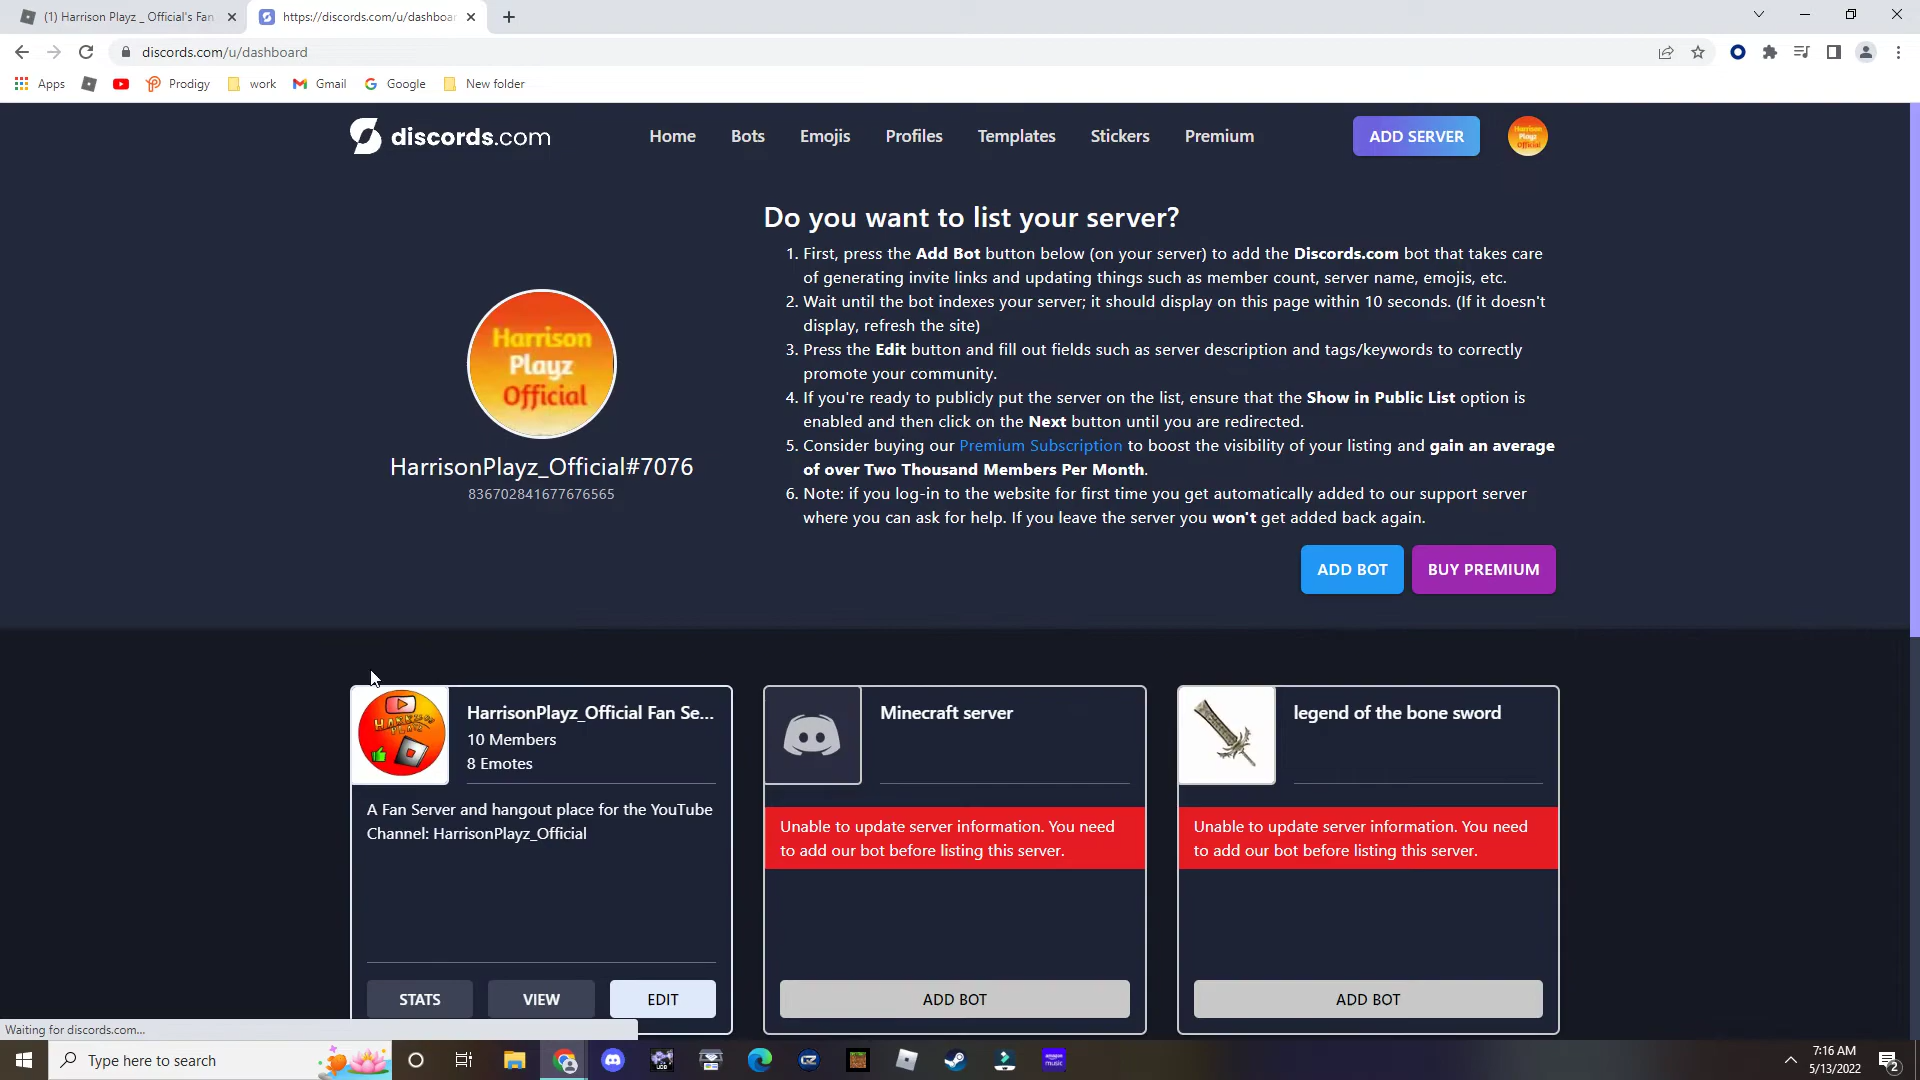 (1) Harrison Playz _ Official's Fan
https://discords.com/u/dashboar
discords.com/u/dashboard
Apps
Prodigy
work
Gmail
Google
New folder
discords.com
Home
Bots
Emojis
Profiles
Templates
Stickers
Premium
ADD SERVER
Harrison
Playz
Official
Do you want to list your server?
1. First, press the Add Bot button below (on your server) to add the Discords.com bot that takes care
of generating invite links and updating things such as member count, server name, emojis, etc.
2. Wait until the bot indexes your server; it should display on this page within 10 seconds. (If it doesn't
display, refresh the site)
3. Press the Edit button and fill out fields such as server description and tags/keywords to correctly
promote your community.
4. If you're ready to publicly put the server on the list, ensure that the Show in Public List option is
enabled and then click on the Next button until you are redirected.
5. Consider buying our Premium Subscription to boost the visibility of your listing and gain an average
of over Two Thousand Members Per Month.
6. Note: if you log-in to the website for first time you get automatically added to our support server
where you can ask for help. If you leave the server you won't get added back again.
Harrison
Playz
Official
HarrisonPlayz_Official#7076
836702841677676565
ADD BOT
BUY PREMIUM
HarrisonPlayz_Official Fan Se...
10 Members
8 Emotes
A Fan Server and hangout place for the YouTube
Channel: HarrisonPlayz_Official
STATS
VIEW
EDIT
Minecraft server
Unable to update server information. You need
to add our bot before listing this server.
ADD BOT
legend of the bone sword
Unable to update server information. You need
to add our bot before listing this server.
ADD BOT
Waiting for discords.com...
Type here to search
7:16 AM
5/13/2022
2